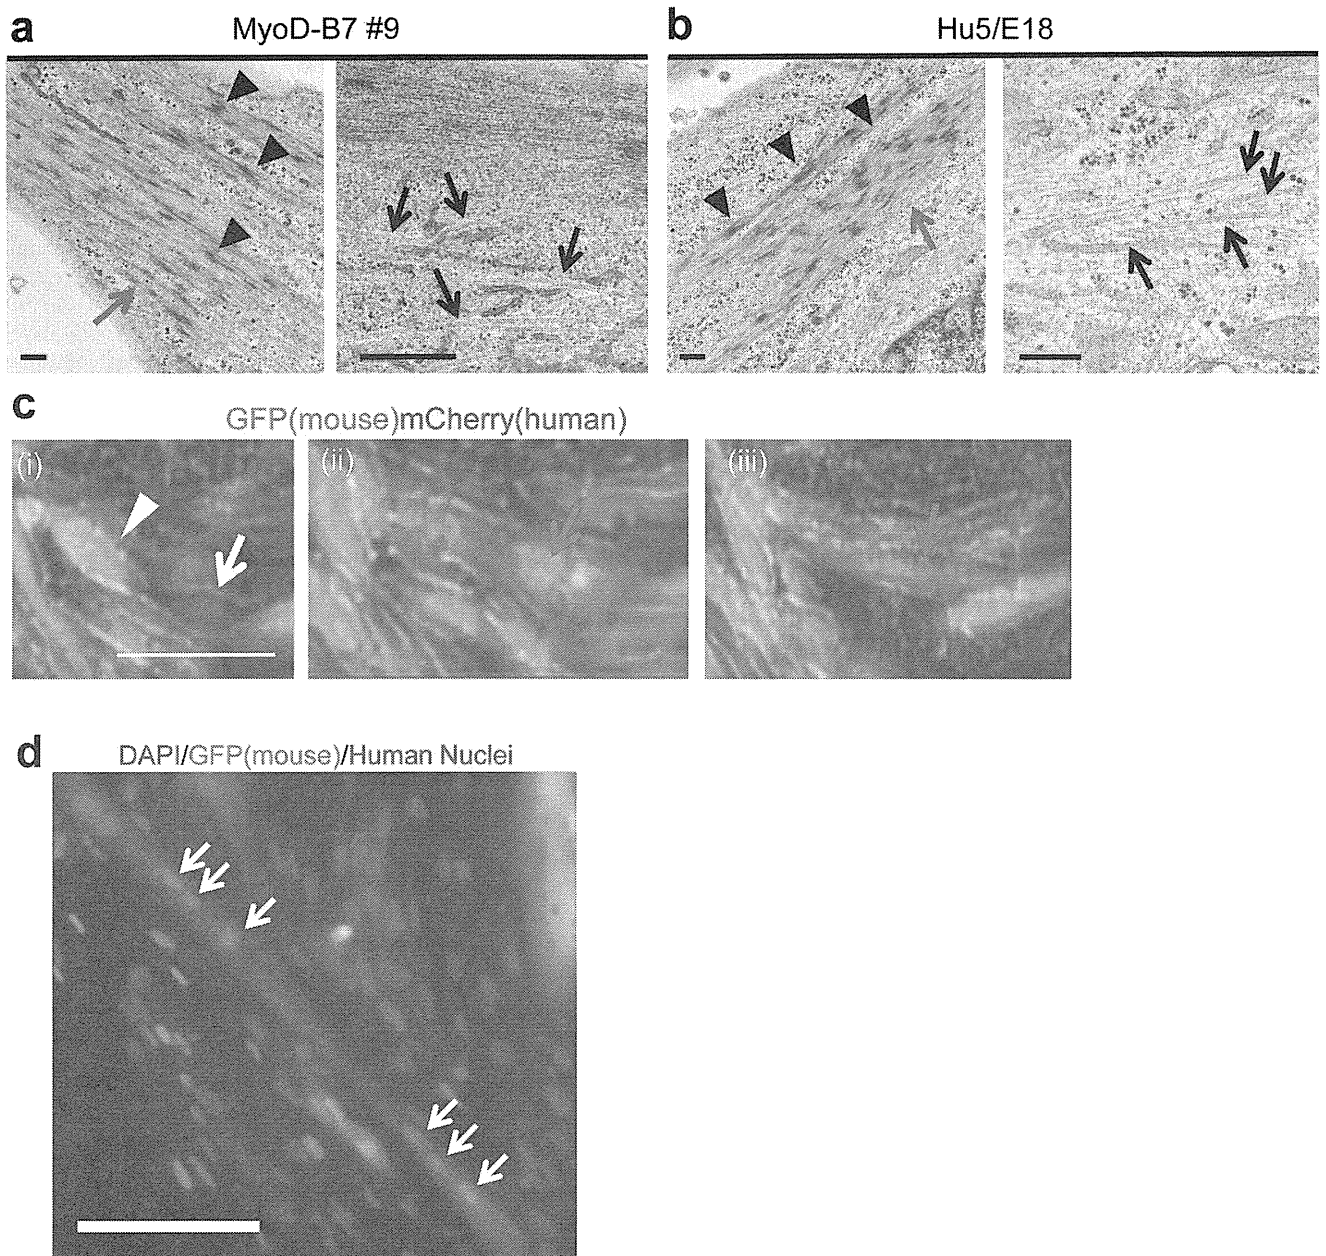 a
MyoD-B7 #9
b
Hu5/E18
c
GFP(mouse)mCherry(human)
(i)
(ii)
(iii)
d
DAPI/GFP(mouse)/Human Nuclei